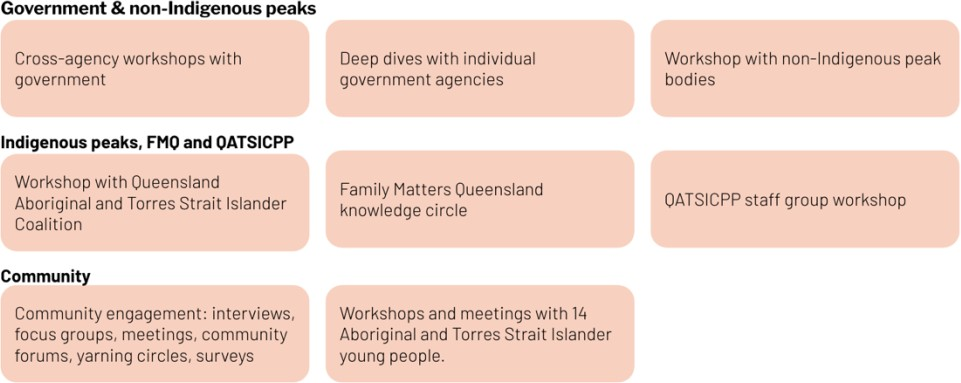 Government & non-Indigenous peaks
Cross-agency workshops with
government
Deep dives with individual
government agencies
Workshop with non-Indigenous peak
bodies
Indigenous peaks, FMQ and QATSICPP
Workshop with Queensland
Aboriginal and Torres Strait Islander
Coalition
Family Matters Queensland
knowledge circle
QATSICPP staff group workshop
Community
Community engagement: interviews,
focus groups, meetings, community
forums, yarning circles, surveys
Workshops and meetings with 14
Aboriginal and Torres Strait Islander
young people.